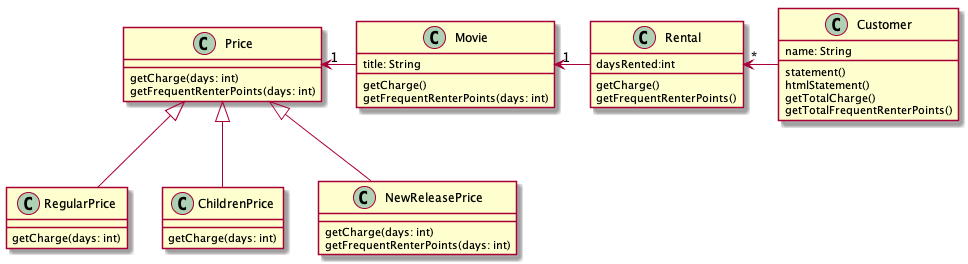 C Price
getCharge(days: int)
getFrequentRenterPoints(days: int)
1
C Movie
title: String
getCharge()
getFrequentRenterPoints(days: int)
1
C Rental
daysRented:int
getCharge()
getFrequentRenterPoints()
*
C Customer
name: String
statement()
htmlStatement()
getTotalCharge()
getTotalFrequentRenterPoints()
C RegularPrice
getCharge(days: int)
C ChildrenPrice
getCharge(days: int)
C NewReleasePrice
getCharge(days: int)
getFrequentRenterPoints(days: int)